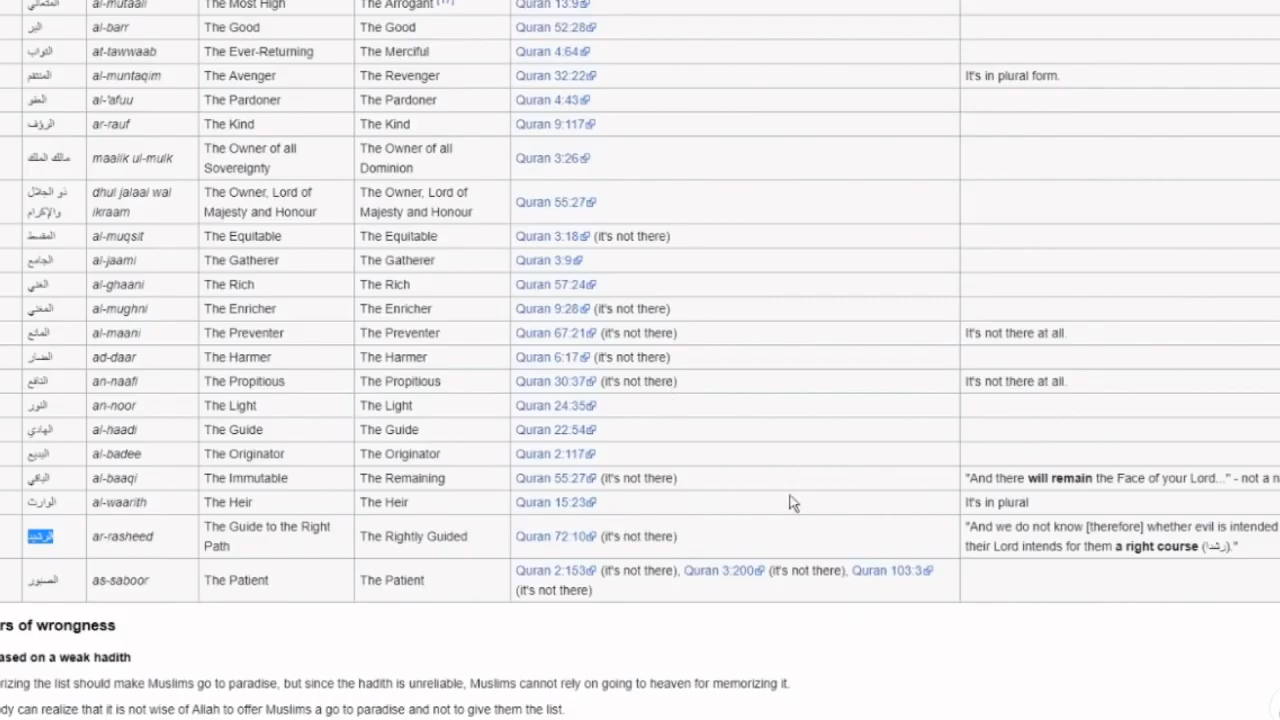 المتعالي al-mutaali The Most High The Arrogant [17] Quran 13:9
البر al-barr The Good The Good Quran 52:28
التواب at-tawwaab The Ever-Returning The Merciful Quran 4:64
المنتقم al-muntaqim The Avenger The Revenger Quran 32:22 It's in plural form.
العفو al-'afuu The Pardoner The Pardoner Quran 4:43
الرؤف ar-rauf The Kind The Kind Quran 9:117
مالك الملك maalik ul-mulk The Owner of all Sovereignty The Owner of all Dominion Quran 3:26
ذو الجلال والإكرام dhul jalaal wal ikraam The Owner, Lord of Majesty and Honour The Owner, Lord of Majesty and Honour Quran 55:27
المقسط al-muqsit The Equitable The Equitable Quran 3:18 (it's not there)
الجامع al-jaami The Gatherer The Gatherer Quran 3:9
الغني al-ghaani The Rich The Rich Quran 57:24
المغني al-mughni The Enricher The Enricher Quran 9:28 (it's not there)
المانع al-maani The Preventer The Preventer Quran 67:21 (it's not there) It's not there at all.
الضار ad-daar The Harmer The Harmer Quran 6:17 (it's not there)
النافع an-naafi The Propitious The Propitious Quran 30:37 (it's not there) It's not there at all.
النور an-noor The Light The Light Quran 24:35
الهادي al-haadi The Guide The Guide Quran 22:54
البديع al-badee The Originator The Originator Quran 2:117
الباقي al-baaqi The Immutable The Remaining Quran 55:27 (it's not there) "And there will remain the Face of your Lord..." - not a n
الوارث al-waarith The Heir The Heir Quran 15:23 It's in plural
الرشيد ar-rasheed The Guide to the Right Path The Rightly Guided Quran 72:10 (it's not there) "And we do not know [therefore] whether evil is intended
their Lord intends for them a right course (رشدا)."
الصبور as-saboor The Patient The Patient Quran 2:153 (it's not there), Quran 3:200 (it's not there), Quran 103:3
(it's not there)
rs of wrongness
ased on a weak hadith
rizing the list should make Muslims go to paradise, but since the hadith is unreliable, Muslims cannot rely on going to heaven for memorizing it.
dy can realize that it is not wise of Allah to offer Muslims a go to paradise and not to give them the list.